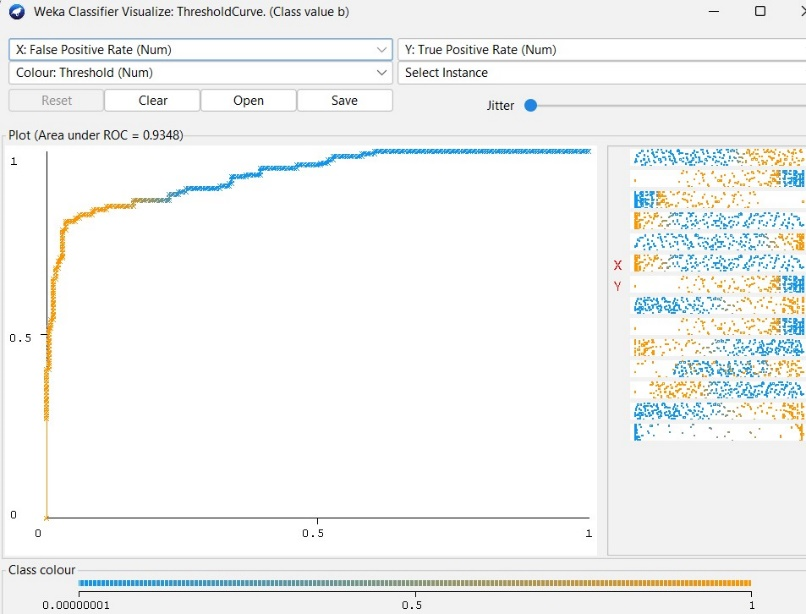 Weka Classifier Visualize: ThresholdCurve. (Class value b)
X: False Positive Rate (Num)
Y: True Positive Rate (Num)
Colour: Threshold (Num)
Select Instance
Reset
Clear
Open
Save
Jitter
Plot (Area under ROC = 0.9348)
1
0.5
0
0
0.5
1
X
Y
Class colour
0.00000001
0.5
1